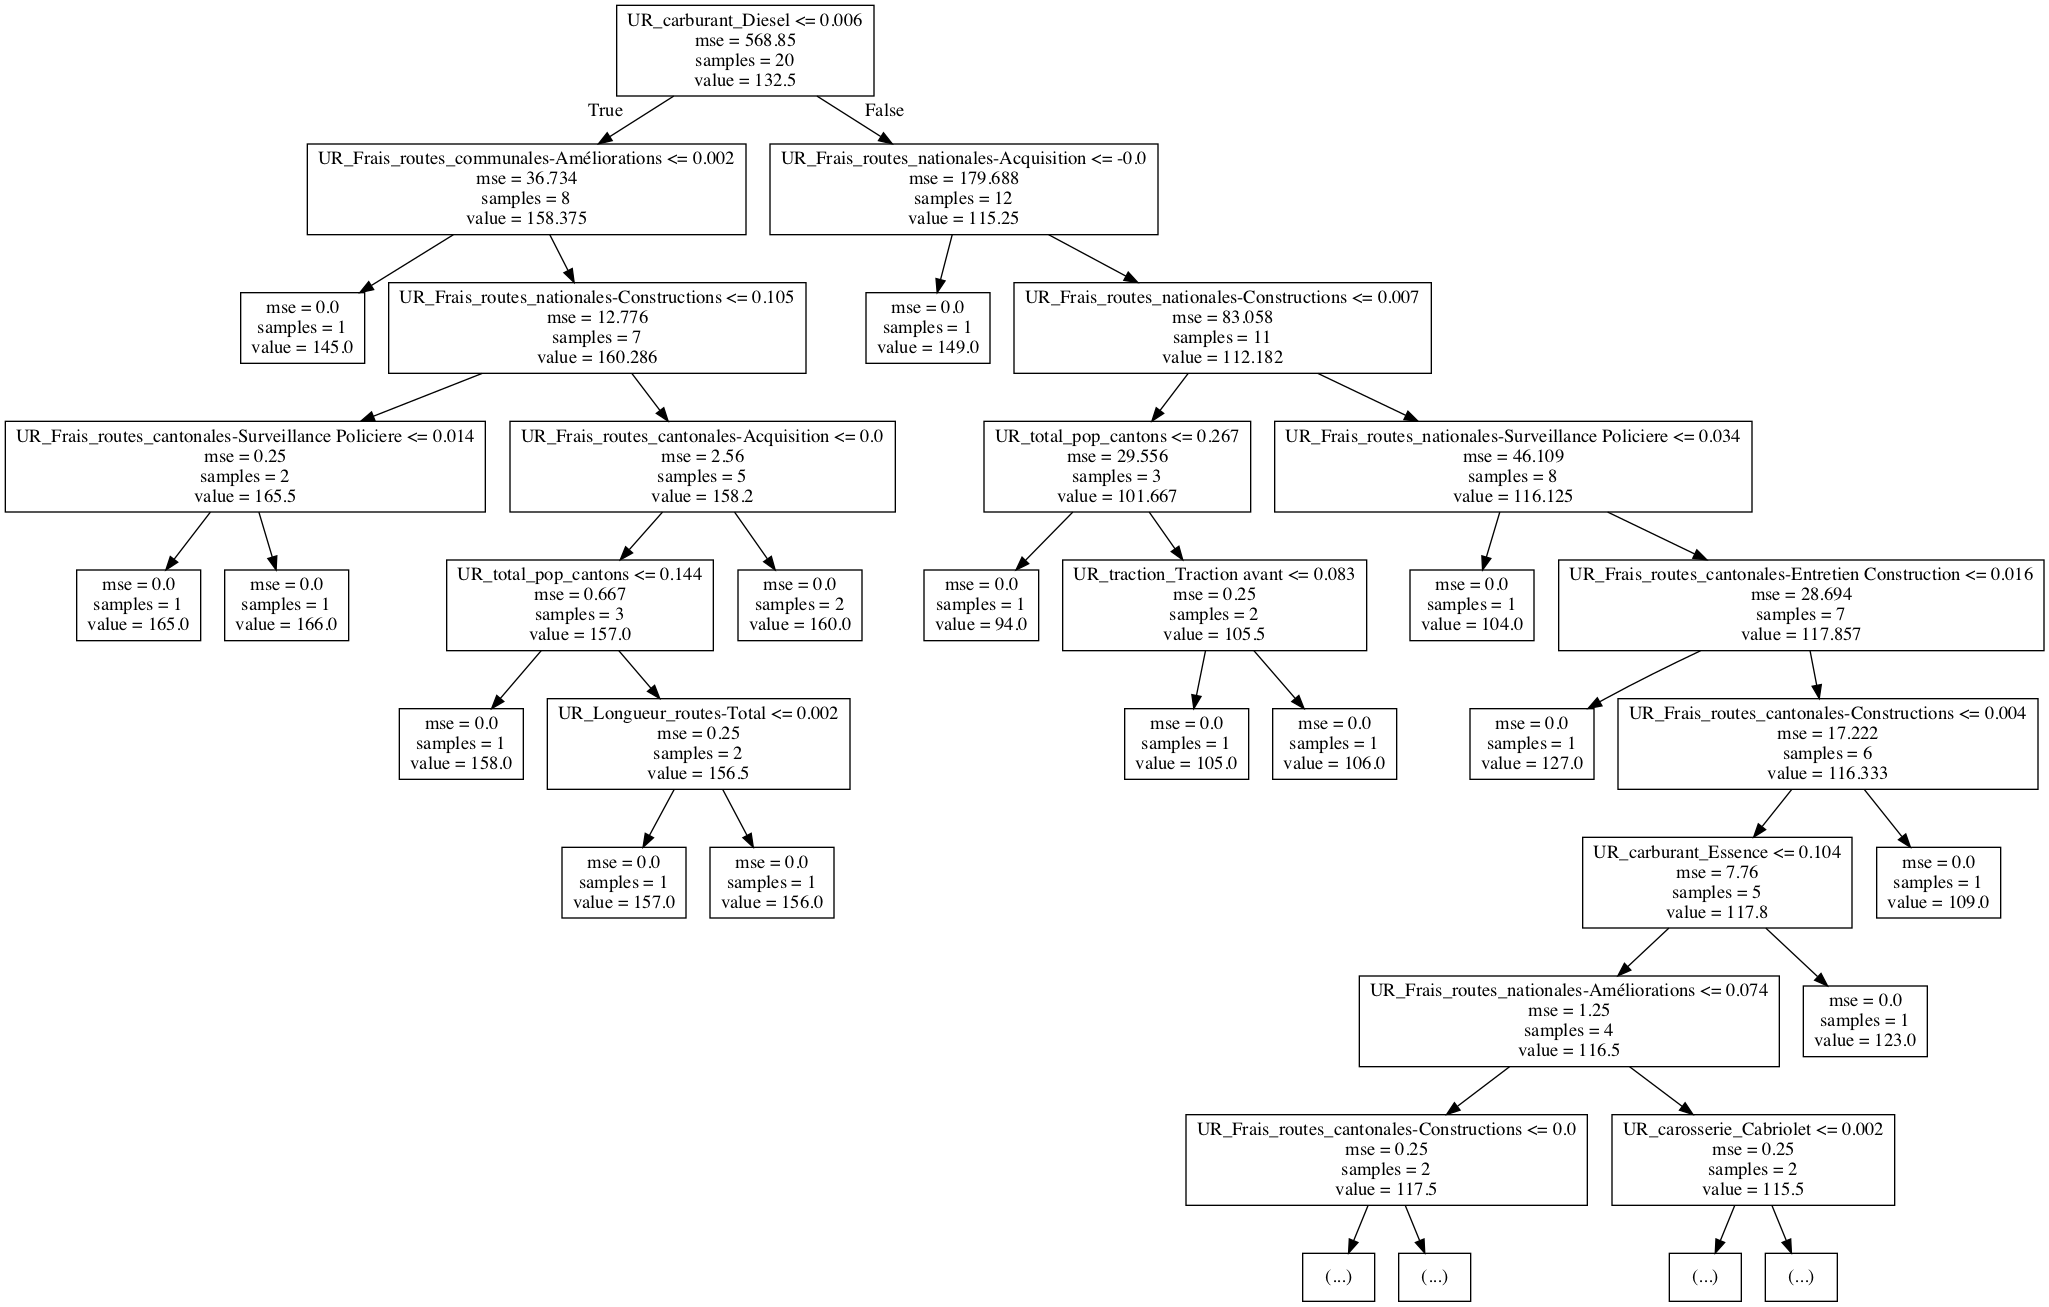 UR_carburant_Diesel <= 0.006
mse = 568.85
samples = 20
value = 132.5
True
False
UR_Frais_routes_communales-Améliorations <= 0.002
mse = 36.734
samples = 8
value = 158.375
UR_Frais_routes_nationales-Acquisition <= -0.0
mse = 179.688
samples = 12
value = 115.25
mse = 0.0
samples = 1
value = 145.0
UR_Frais_routes_nationales-Constructions <= 0.105
mse = 12.776
samples = 7
value = 160.286
mse = 0.0
samples = 1
value = 149.0
UR_Frais_routes_nationales-Constructions <= 0.007
mse = 83.058
samples = 11
value = 112.182
UR_Frais_routes_cantonales-Surveillance Policiere <= 0.014
mse = 0.25
samples = 2
value = 165.5
UR_Frais_routes_cantonales-Acquisition <= 0.0
mse = 2.56
samples = 5
value = 158.2
UR_total_pop_cantons <= 0.267
mse = 29.556
samples = 3
value = 101.667
UR_Frais_routes_nationales-Surveillance Policiere <= 0.034
mse = 46.109
samples = 8
value = 116.125
mse = 0.0
samples = 1
value = 165.0
mse = 0.0
samples = 1
value = 166.0
UR_total_pop_cantons <= 0.144
mse = 0.667
samples = 3
value = 157.0
mse = 0.0
samples = 2
value = 160.0
mse = 0.0
samples = 1
value = 94.0
UR_traction_Traction avant <= 0.083
mse = 0.25
samples = 2
value = 105.5
mse = 0.0
samples = 1
value = 104.0
UR_Frais_routes_cantonales-Entretien Construction <= 0.016
mse = 28.694
samples = 7
value = 117.857
mse = 0.0
samples = 1
value = 158.0
UR_Longueur_routes-Total <= 0.002
mse = 0.25
samples = 2
value = 156.5
mse = 0.0
samples = 1
value = 105.0
mse = 0.0
samples = 1
value = 106.0
mse = 0.0
samples = 1
value = 127.0
UR_Frais_routes_cantonales-Constructions <= 0.004
mse = 17.222
samples = 6
value = 116.333
mse = 0.0
samples = 1
value = 157.0
mse = 0.0
samples = 1
value = 156.0
UR_carburant_Essence <= 0.104
mse = 7.76
samples = 5
value = 117.8
mse = 0.0
samples = 1
value = 109.0
UR_Frais_routes_nationales-Améliorations <= 0.074
mse = 1.25
samples = 4
value = 116.5
mse = 0.0
samples = 1
value = 123.0
UR_Frais_routes_cantonales-Constructions <= 0.0
mse = 0.25
samples = 2
value = 117.5
UR_carosserie_Cabriolet <= 0.002
mse = 0.25
samples = 2
value = 115.5
(...)
(...)
(...)
(...)